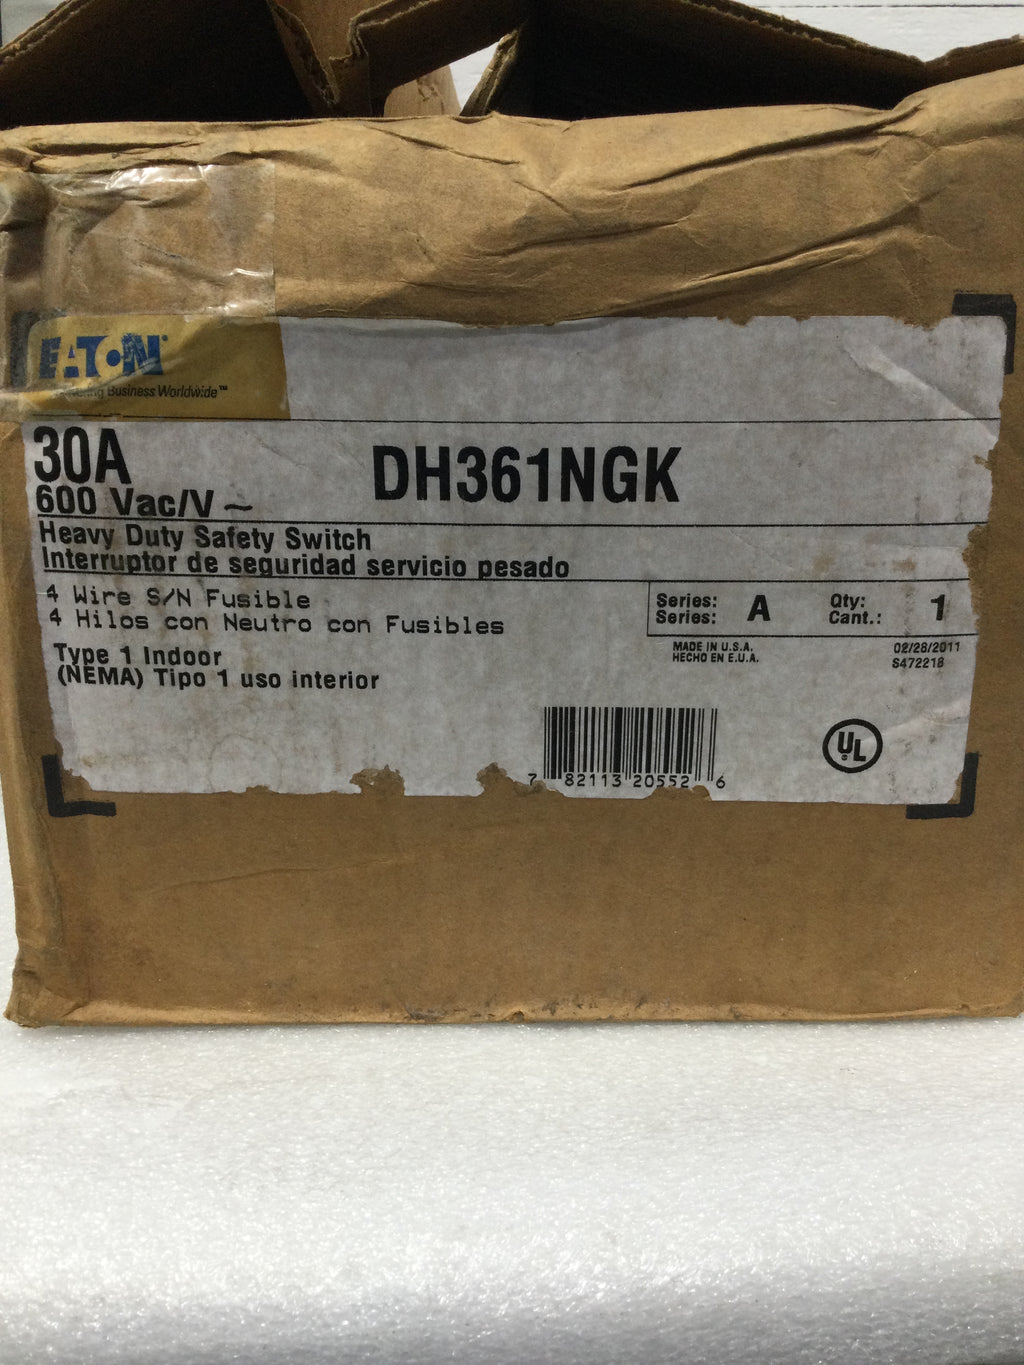 EATON
Business Worldwide™
30A
DH361NGK
600 Vac/V ~
Heavy Duty Safety Switch
Interruptor de seguridad servicio pesado
4 Wire S/N Fusible
4 Hilos con Neutro con Fusibles
Series: A Qty: 1
Series: Cant.:
Type 1 Indoor
(NEMA) Tipo 1 uso interior
MADE IN U.S.A.
HECHO EN E.U.A.
02/28/2011
S472218
UL
7 82113 20552 6